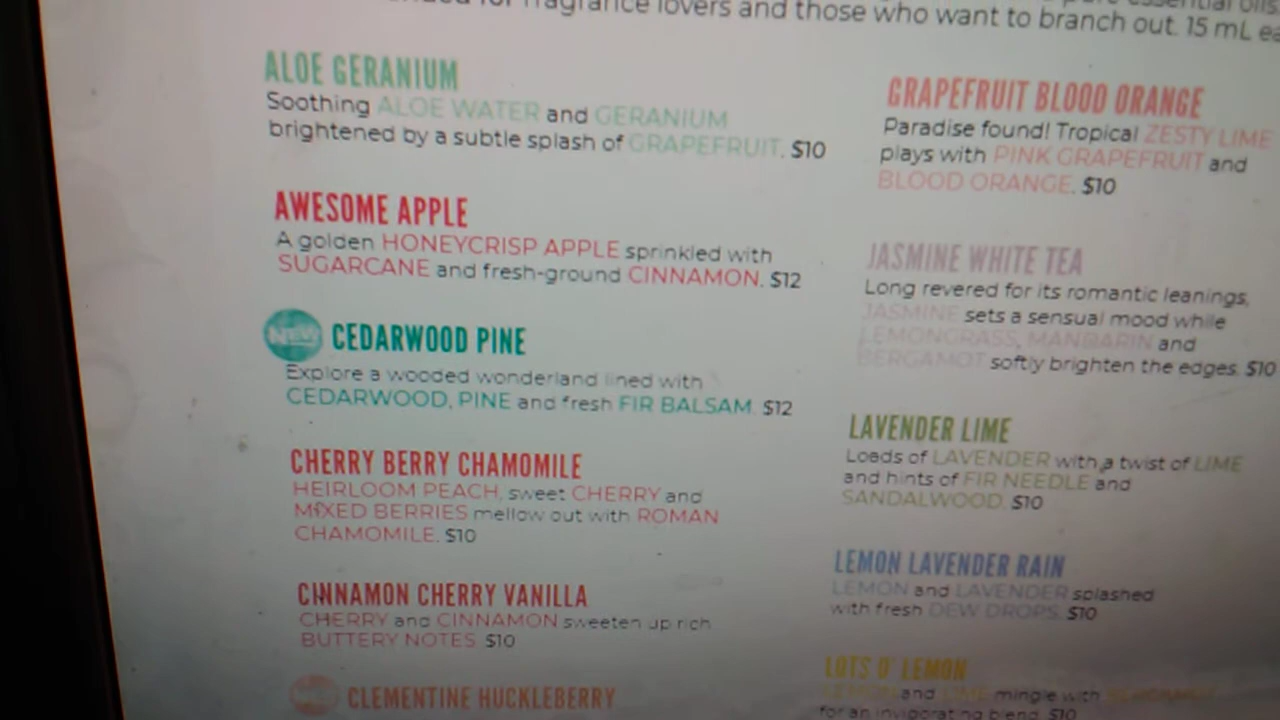 fragrance lovers and those who want to branch out. 15 mL
ALOE GERANIUM
Soothing ALOE WATER and GERANIUM
brightened by a subtle splash of GRAPEFRUIT. $10
AWESOME APPLE
A golden HONEYCRISP APPLE sprinkled with
SUGARCANE and fresh-ground CINNAMON. $12
NEW CEDARWOOD PINE
Explore a wooded wonderland lined with
CEDARWOOD, PINE and fresh FIR BALSAM. $12
CHERRY BERRY CHAMOMILE
HEIRLOOM PEACH, sweet CHERRY and
MIXED BERRIES mellow out with ROMAN
CHAMOMILE. $10
CINNAMON CHERRY VANILLA
CHERRY and CINNAMON sweeten up rich
BUTTERY NOTES. $10
CLEMENTINE HUCKLEBERRY
GRAPEFRUIT BLOOD ORANGE
Paradise found! Tropical ZESTY LIME
plays with PINK GRAPEFRUIT and
BLOOD ORANGE. $10
JASMINE WHITE TEA
Long revered for its romantic leanings,
JASMINE sets a sensual mood while
LEMONGRASS, MANDARIN and
BERGAMOT softly brighten the edges. $10
LAVENDER LIME
Loads of LAVENDER with a twist of LIME
and hints of FIR NEEDLE and
SANDALWOOD. $10
LEMON LAVENDER RAIN
LEMON and LAVENDER splashed
with fresh DEW DROPS. $10
LOTS O' LEMON
LEMON and LIME mingle with
for an invigorating blend. $10